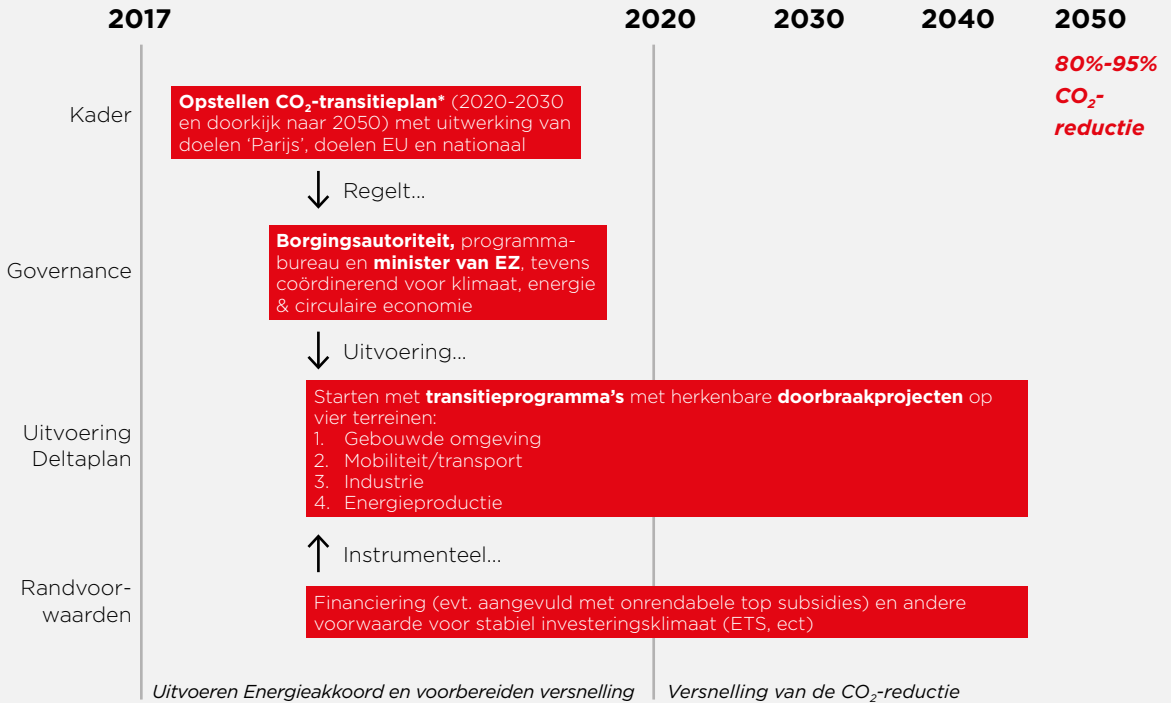 2017 2020 2030 2040 2050
80%-95%
CO₂-
reductie
Kader
Opstellen CO₂-transitieplan* (2020-2030
en doorkijk naar 2050) met uitwerking van
doelen ‘Parijs’, doelen EU en nationaal
Regelt...
Governance
Borgingsautoriteit, programma-
bureau en minister van EZ, tevens
coördinerend voor klimaat, energie
& circulaire economie
Uitvoering...
Uitvoering
Deltaplan
Starten met transitieprogramma’s met herkenbare doorbraakprojecten op
vier terreinen:
1. Gebouwde omgeving
2. Mobiliteit/transport
3. Industrie
4. Energieproductie
Instrumenteel...
Randvoor-
waarden
Financiering (evt. aangevuld met onrendabele top subsidies) en andere
voorwaarde voor stabiel investeringsklimaat (ETS, ect)
Uitvoeren Energieakkoord en voorbereiden versnelling
Versnelling van de CO₂-reductie